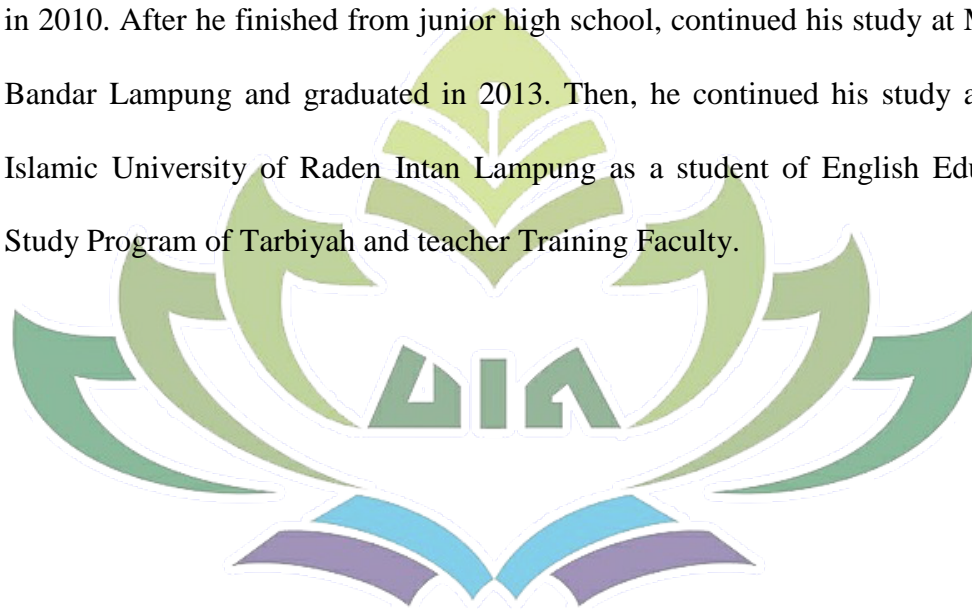 in 2010. After he finished from junior high school, continued his study at
Bandar Lampung and graduated in 2013. Then, he continued his study
Islamic University of Raden Intan Lampung as a student of English
Study Program of Tarbiyah and teacher Training Faculty.
UIN